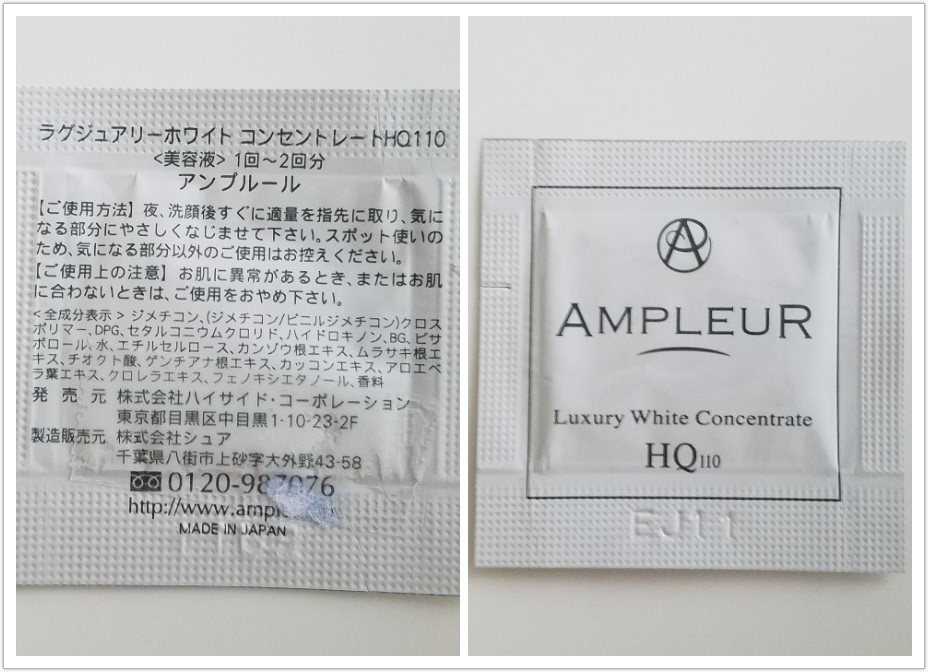 ラグジュアリーホワイト コンセントレートHQ110
<美容液> 1回～2回分
アンプルール
【ご使用方法】夜、洗顔後すぐに適量を指先に取り、気に
なる部分にやさしくなじませて下さい。スポット使いの
ため、気になる部分以外のご使用はお控えください。
【ご使用上の注意】お肌に異常があるとき、またはお肌
に合わないときは、ご使用をおやめ下さい。
<全成分表示> ジメチコン、(ジメチコン/ビニルジメチコン)クロス
ポリマー、DPG、セタルコニウムクロリド、ハイドロキノン、BG、ビサ
ボロール、水、エチルセルロース、カンゾウ根エキス、ムラサキ根エ
キス、チオクト酸、ゲンチアナ根エキス、カッコンエキス、アロエベ
ラ葉エキス、クロレラエキス、フェノキシエタノール、香料
発売元 株式会社ハイサイド・コーポレーション
東京都目黒区中目黒1-10-23-2F
製造販売元 株式会社シュア
千葉県八街市上砂字大外野43-58
0120-987076
http://www.ampl
MADE IN JAPAN
AMPLEUR
Luxury White Concentrate
HQ110
EJ11